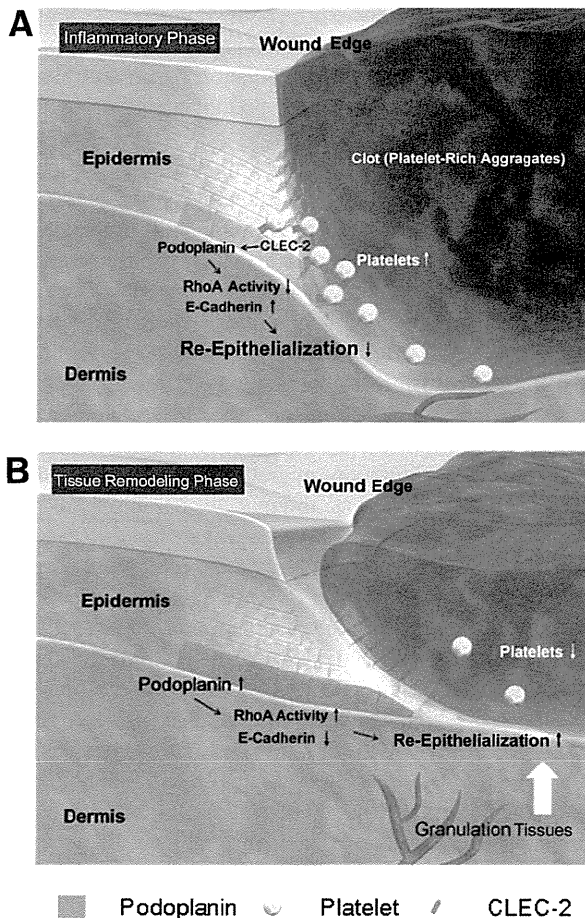 A
Inflammatory Phase
Wound Edge
Epidermis
Clot (Platelet-Rich Aggragates)
Podoplanin ← CLEC-2
Platelets ↑
RhoA Activity ↓
E-Cadherin ↑
Re-Epithelialization ↓
Dermis
B
Tissue Remodeling Phase
Wound Edge
Epidermis
Platelets ↓
Podoplanin ↑
RhoA Activity ↑
E-Cadherin ↓
Re-Epithelialization ↑
Dermis
Granulation Tissues
Podoplanin Platelet CLEC-2